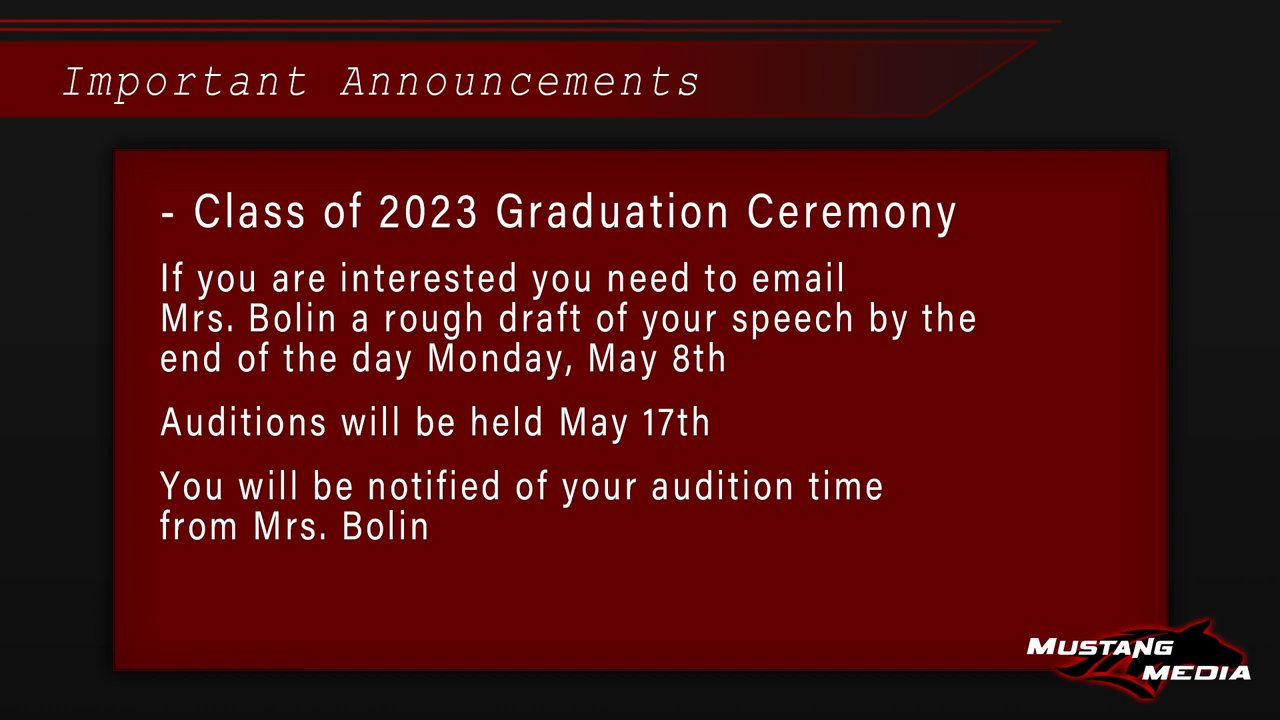 Important Announcements
- Class of 2023 Graduation Ceremony
If you are interested you need to email
Mrs. Bolin a rough draft of your speech by the
end of the day Monday, May 8th
Auditions will be held May 17th
You will be notified of your audition time
from Mrs. Bolin
MUSTANG
MEDIA